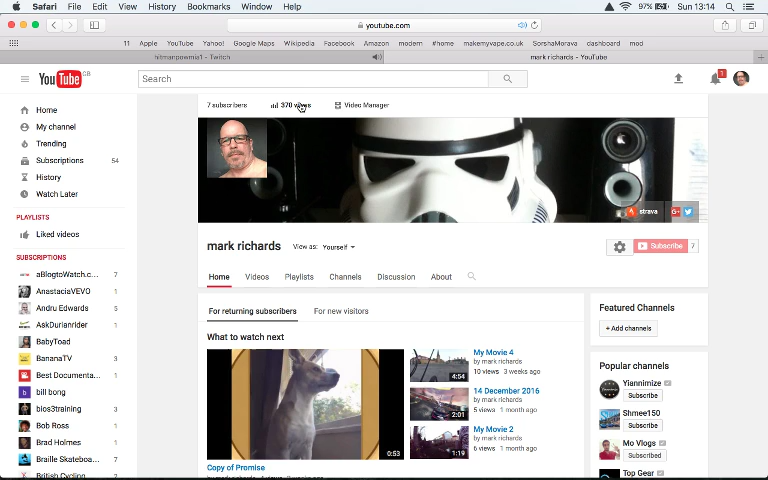 Safari File Edit View History Bookmarks Window Help 97% Sun 13:14
youtube.com
11 Apple YouTube Yahoo! Google Maps Wikipedia Facebook Amazon modern #home makemyvape.co.uk SorshaMorava dashboard mod
hitmanpowmia1 - Twitch mark richards - YouTube
YouTube GB Search 1
7 subscribers 370 views Video Manager
Home
My channel
Trending
Subscriptions 54
History
Watch Later
PLAYLISTS
Liked videos
SUBSCRIPTIONS
aBlogtoWatch.c... 7
AnastaciaVEVO 1
Andru Edwards 5
AskDurianrider 1
BabyToad
BananaTV 3
Best Documenta... 1
bill bong
bios3training 3
Bob Ross 1
Brad Holmes 1
Braille Skateboa... 7
British Cycling
strava
mark richards View as: Yourself Subscribe 7
Home Videos Playlists Channels Discussion About
For returning subscribers For new visitors
What to watch next
0:53
Copy of Promise
4:54
My Movie 4
by mark richards
10 views 3 weeks ago
2:01
14 December 2016
by mark richards
5 views 1 month ago
1:19
My Movie 2
by mark richards
6 views 1 month ago
Featured Channels
+ Add channels
Popular channels
Yiannimize
Subscribe
Shmee150
Subscribe
Mo Vlogs
Subscribed
Top Gear